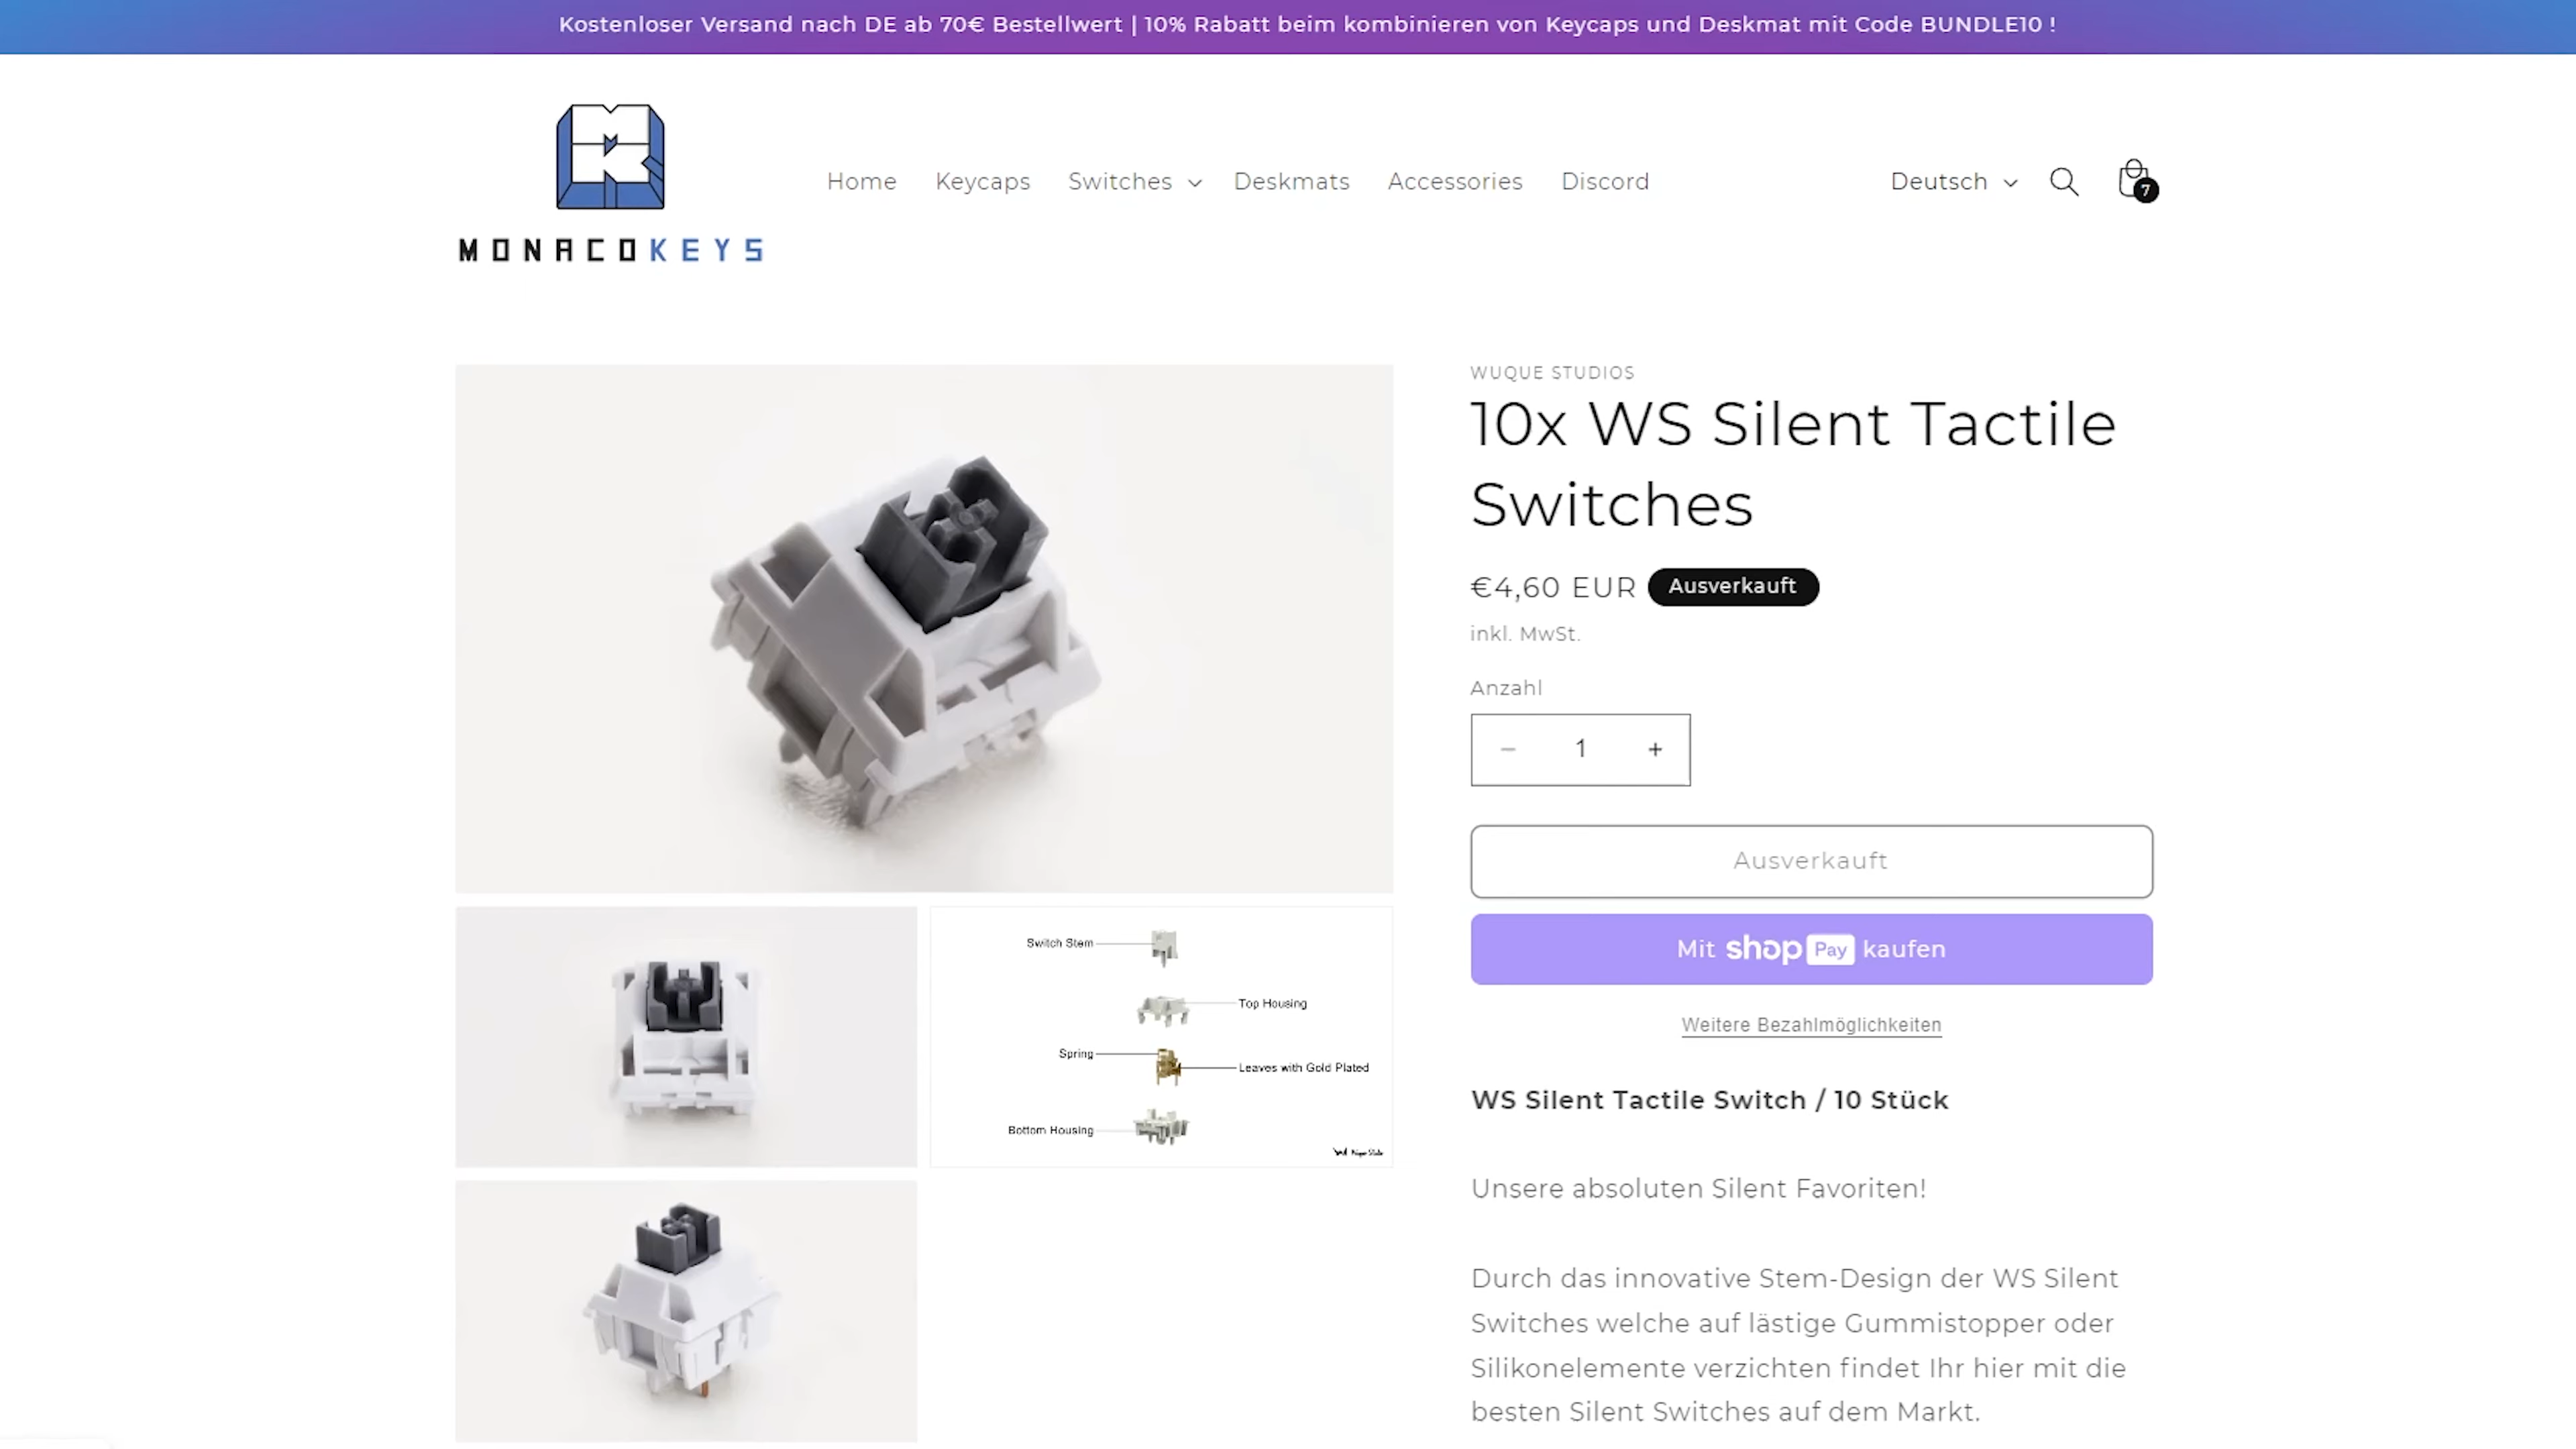 Kostenloser Versand nach DE ab 70€ Bestellwert | 10% Rabatt beim kombinieren von Keycaps und Deskmat mit Code BUNDLE10 !
MONACOKEYS
Home Keycaps Switches Deskmats Accessories Discord
Deutsch
7
WUQUE STUDIOS
10x WS Silent Tactile
Switches
€4,60 EUR Ausverkauft
inkl. MwSt.
Anzahl
− 1 +
Ausverkauft
Mit shop Pay kaufen
Weitere Bezahlmöglichkeiten
WS Silent Tactile Switch / 10 Stück
Unsere absoluten Silent Favoriten!
Durch das innovative Stem-Design der WS Silent
Switches welche auf lästige Gummistopper oder
Silikonelemente verzichten findet Ihr hier mit die
besten Silent Switches auf dem Markt.
Switch Stem
Top Housing
Spring
Leaves with Gold Plated
Bottom Housing